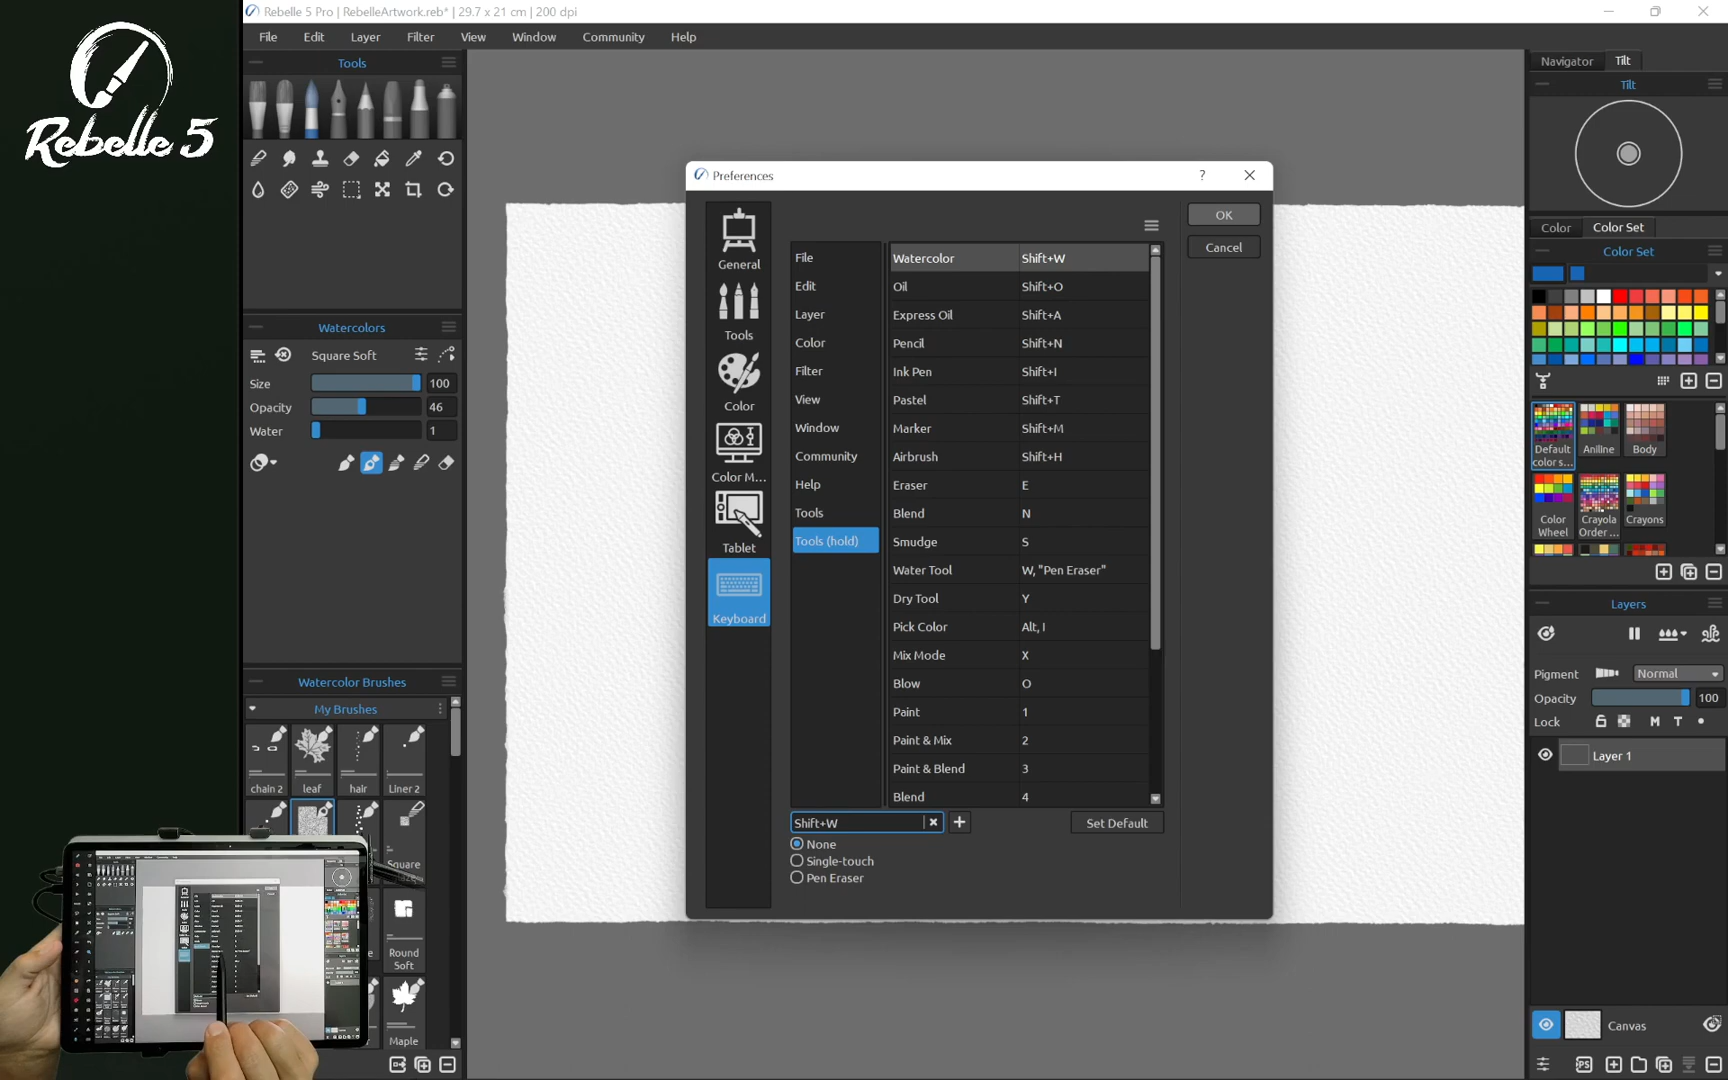 Rebelle 5
Rebelle 5 Pro | RebelleArtwork.reb* | 29.7 x 21 cm | 200 dpi
File Edit Layer Filter View Window Community Help
Tools
Watercolors
Square Soft
Size 100
Opacity 46
Water 1
Watercolor Brushes
My Brushes
chain 2 leaf hair Liner 2
Square
Round
Soft
Maple
Preferences
?
General
Tools
Color
Color M...
Tablet
Keyboard
File
Edit
Layer
Color
Filter
View
Window
Community
Help
Tools
Tools (hold)
Watercolor Shift+W
Oil Shift+O
Express Oil Shift+A
Pencil Shift+N
Ink Pen Shift+I
Pastel Shift+T
Marker Shift+M
Airbrush Shift+H
Eraser E
Blend N
Smudge S
Water Tool W, "Pen Eraser"
Dry Tool Y
Pick Color Alt, I
Mix Mode X
Blow O
Paint 1
Paint & Mix 2
Paint & Blend 3
Blend 4
Shift+W
Set Default
None
Single-touch
Pen Eraser
OK
Cancel
Navigator Tilt
Tilt
Color Color Set
Color Set
Default
color s...
Aniline
Body
Color
Wheel
Crayola
Order ...
Crayons
Layers
Pigment Normal
Opacity 100
Lock M T
Layer 1
Canvas
PS